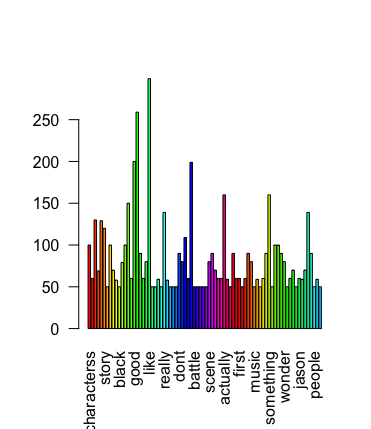 250
200
150
100
50
0
characterss
story
black
good
like
really
dont
battle
scene
actually
first
music
something
wonder
jason
people